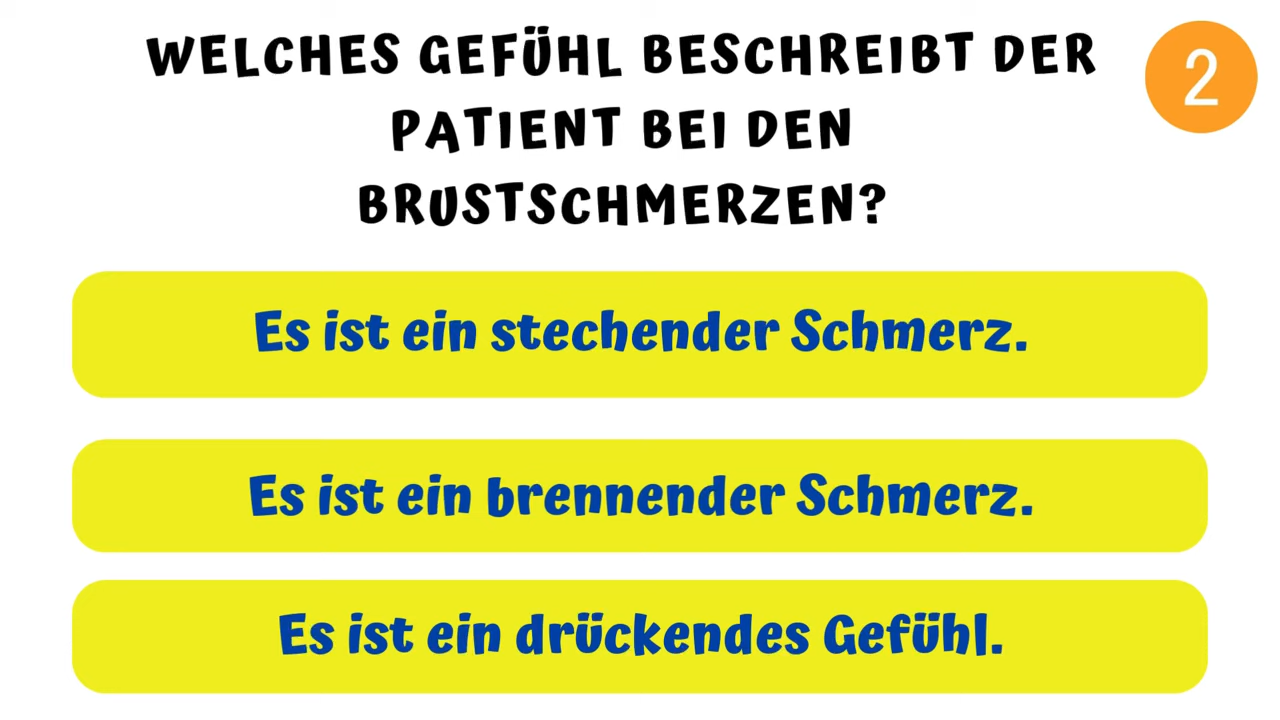 WELCHES GEFÜHL BESCHREIBT DER
2
PATIENT BEI DEN
BRUSTSCHMERZEN?
Es ist ein stechender Schmerz.
Es ist ein brennender Schmerz.
Es ist ein drückendes Gefühl.